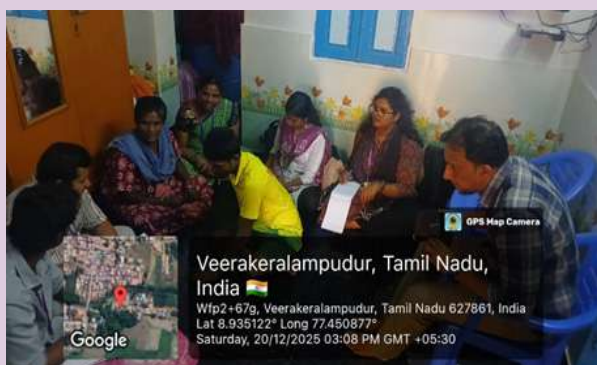 GPS Map Camera
Veerakeralampudur, Tamil Nadu,
India
Wfp2+67g, Veerakeralampudur, Tamil Nadu 627861, India
Lat 8.935122° Long 77.450877°
Saturday, 20/12/2025 03:08 PM GMT +05:30
Google